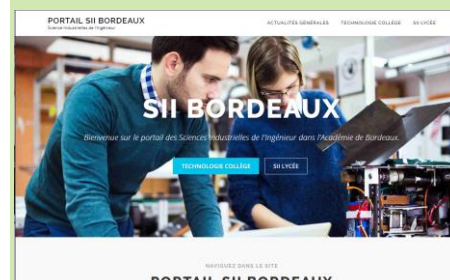 PORTAIL SII BORDEAUX
Science Industrielles de l'Ingénieur
ACTUALITÉS GÉNÉRALES TECHNOLOGIE COLLÈGE SII LYCÉE
SII BORDEAUX
Bienvenue sur le portail des Sciences Industrielles de l'Ingénieur dans l'Académie de Bordeaux.
TECHNOLOGIE COLLÈGE SII LYCÉE
NAVIGUEZ DANS LE SITE
PORTAIL SII BORDEAUX